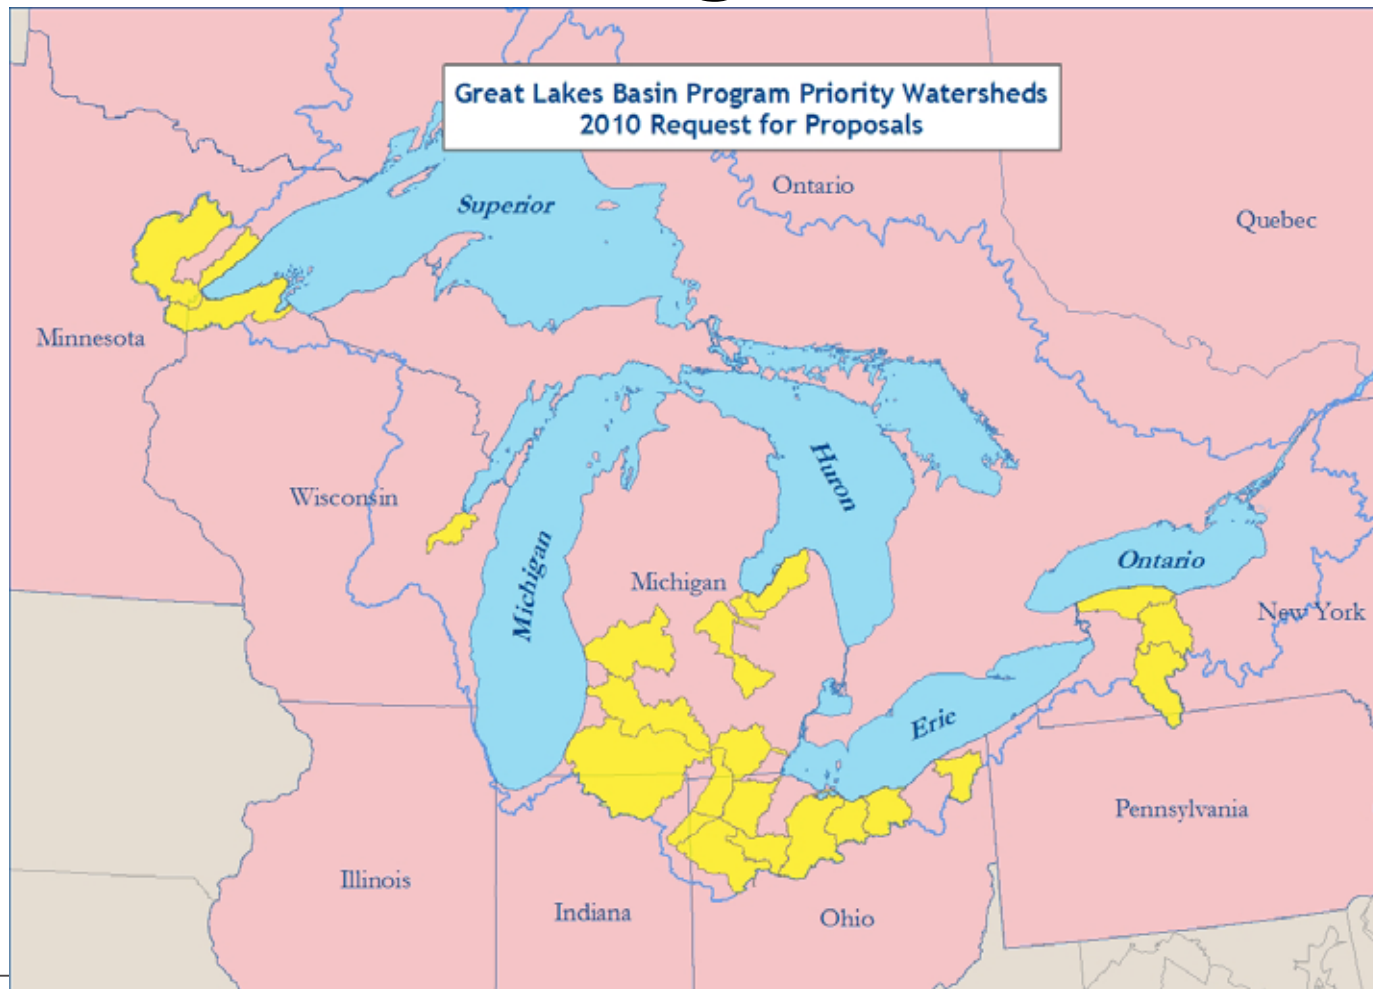 Great Lakes Basin Program Priority Watersheds
2010 Request for Proposals
Ontario
Quebec
Superior
Minnesota
Wisconsin
Huron
Michigan
Michigan
Ontario
New York
Erie
Pennsylvania
Illinois
Indiana
Ohio